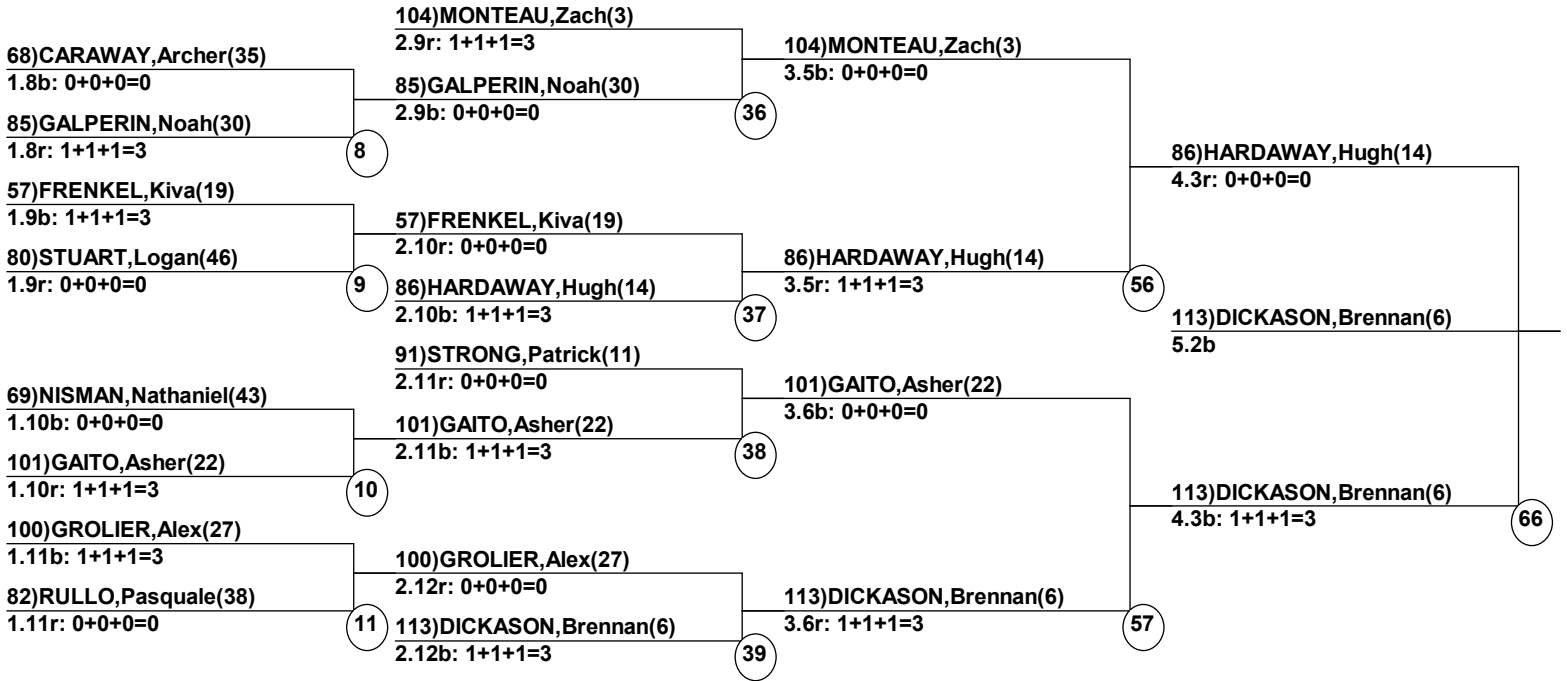 68)CARAWAY,Archer(35)
1.8b: 0+0+0=0
85)GALPERIN,Noah(30)
1.8r: 1+1+1=3
8
57)FRENKEL,Kiva(19)
1.9b: 1+1+1=3
80)STUART,Logan(46)
1.9r: 0+0+0=0
9
69)NISMAN,Nathaniel(43)
1.10b: 0+0+0=0
101)GAITO,Asher(22)
1.10r: 1+1+1=3
10
100)GROLIER,Alex(27)
1.11b: 1+1+1=3
82)RULLO,Pasquale(38)
1.11r: 0+0+0=0
11
104)MONTEAU,Zach(3)
2.9r: 1+1+1=3
85)GALPERIN,Noah(30)
2.9b: 0+0+0=0
36
57)FRENKEL,Kiva(19)
2.10r: 0+0+0=0
86)HARDAWAY,Hugh(14)
2.10b: 1+1+1=3
37
91)STRONG,Patrick(11)
2.11r: 0+0+0=0
101)GAITO,Asher(22)
2.11b: 1+1+1=3
38
100)GROLIER,Alex(27)
2.12r: 0+0+0=0
113)DICKASON,Brennan(6)
2.12b: 1+1+1=3
39
104)MONTEAU,Zach(3)
3.5b: 0+0+0=0
86)HARDAWAY,Hugh(14)
3.5r: 1+1+1=3
56
101)GAITO,Asher(22)
3.6b: 0+0+0=0
113)DICKASON,Brennan(6)
3.6r: 1+1+1=3
57
86)HARDAWAY,Hugh(14)
4.3r: 0+0+0=0
113)DICKASON,Brennan(6)
5.2b
113)DICKASON,Brennan(6)
4.3b: 1+1+1=3
66